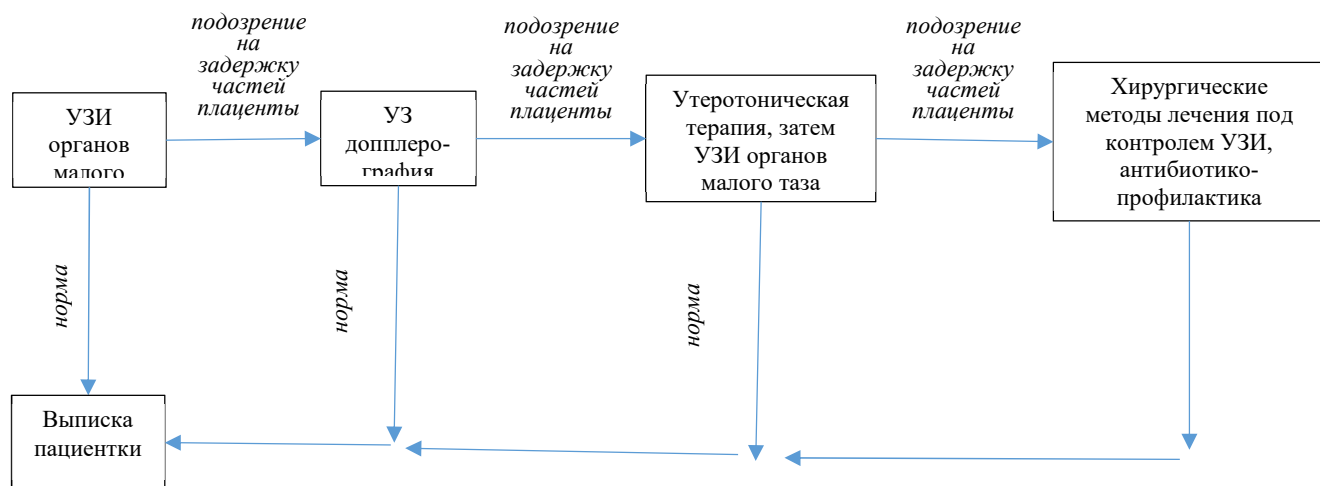 подозрение
на
задержку
частей
плаценты
подозрение
на
задержку
частей
плаценты
подозрение
на
задержку
частей
плаценты
УЗИ
органов
малого
УЗ
допплеро-
графия
Утеротоническая
терапия, затем
УЗИ органов
малого таза
Хирургические
методы лечения под
контролем УЗИ,
антибиотико-
профилактика
норма
норма
норма
Выписка
пациентки